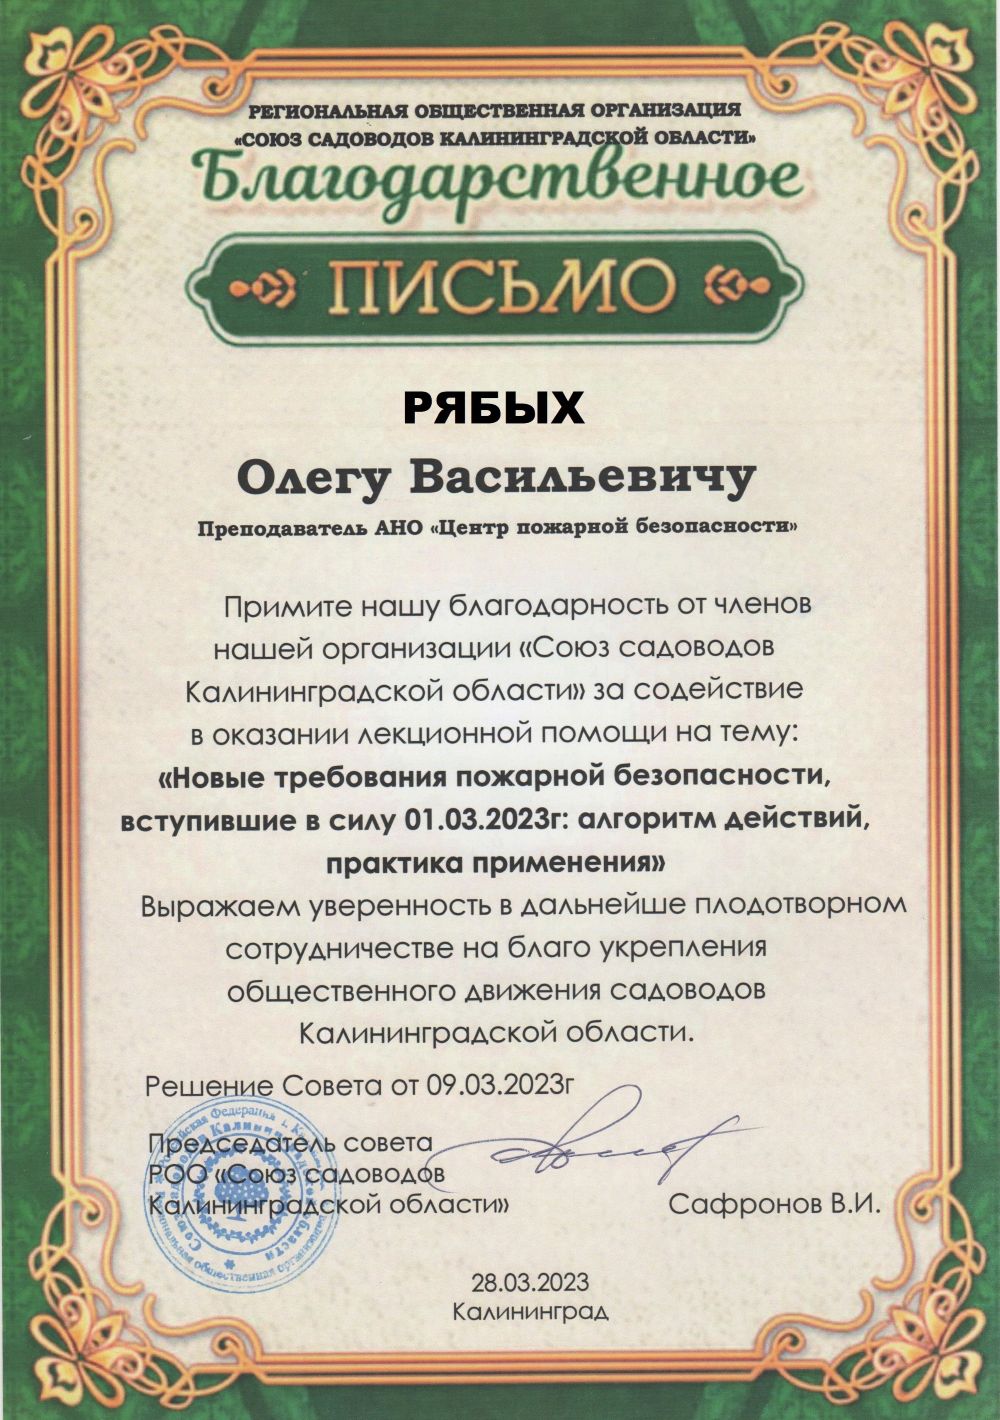 РЕГИОНАЛЬНАЯ ОБЩЕСТВЕННАЯ ОРГАНИЗАЦИЯ
«СОЮЗ САДОВОДОВ КАЛИНИНГРАДСКОЙ ОБЛАСТИ»
Благодарственное
ПИСЬМО
РЯБЫХ
Олегу Васильевичу
Преподаватель АНО «Центр пожарной безопасности»
Примите нашу благодарность от членов
нашей организации «Союз садоводов
Калининградской области» за содействие
в оказании лекционной помощи на тему:
«Новые требования пожарной безопасности,
вступившие в силу 01.03.2023г: алгоритм действий,
практика применения»
Выражаем уверенность в дальнейше плодотворном
сотрудничестве на благо укрепления
общественного движения садоводов
Калининградской области.
Решение Совета от 09.03.2023г
Председатель совета
РОО «Союз садоводов
Калининградской области»
Сафронов В.И.
28.03.2023
Калининград